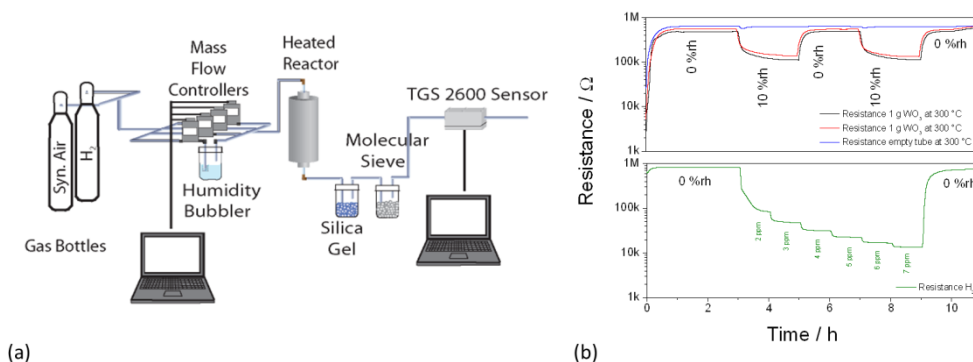 Mass
Flow
Controllers
Heated
Reactor
TGS 2600 Sensor
Molecular
Sieve
Syn. Air
H2
Humidity
Bubbler
Silica
Gel
Gas Bottles
(a)
Resistance / Ω
1M
100k
10k
1k
0 %rh
10 %rh
0 %rh
10 %rh
0 %rh
Resistance 1 g WO3 at 300 °C
Resistance 1 g WO3 at 300 °C
Resistance empty tube at 300 °C
1M
100k
10k
1k
0 %rh
2 ppm
3 ppm
4 ppm
5 ppm
6 ppm
7 ppm
0 %rh
Resistance H
0 2 4 6 8 10
Time / h
(b)